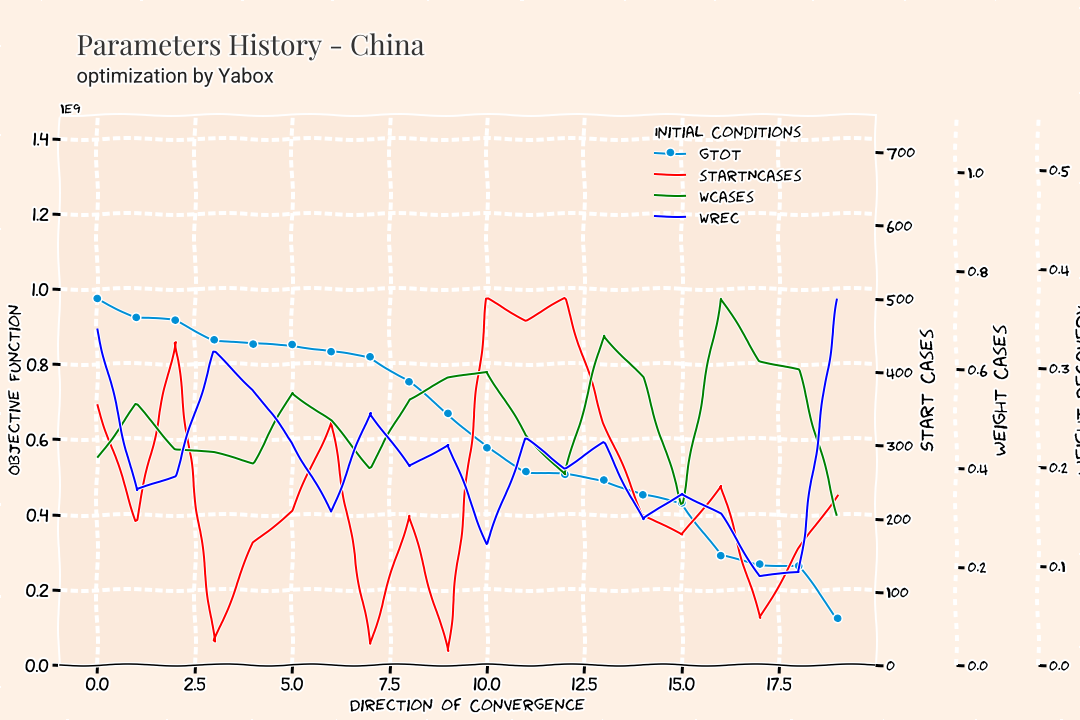 Parameters History - China
optimization by Yabox
1E9
INITIAL CONDITIONS
GTOT
STARTNCASES
WCASES
WREC
1.4
1.2
1.0
0.8
0.6
0.4
0.2
0.0
OBJECTIVE FUNCTION
0.0 2.5 5.0 7.5 10.0 12.5 15.0 17.5
DIRECTION OF CONVERGENCE
700
600
500
400
300
200
100
0
START CASES
1.0
0.8
0.6
0.4
0.2
0.0
WEIGHT CASES
0.5
0.4
0.3
0.2
0.1
0.0